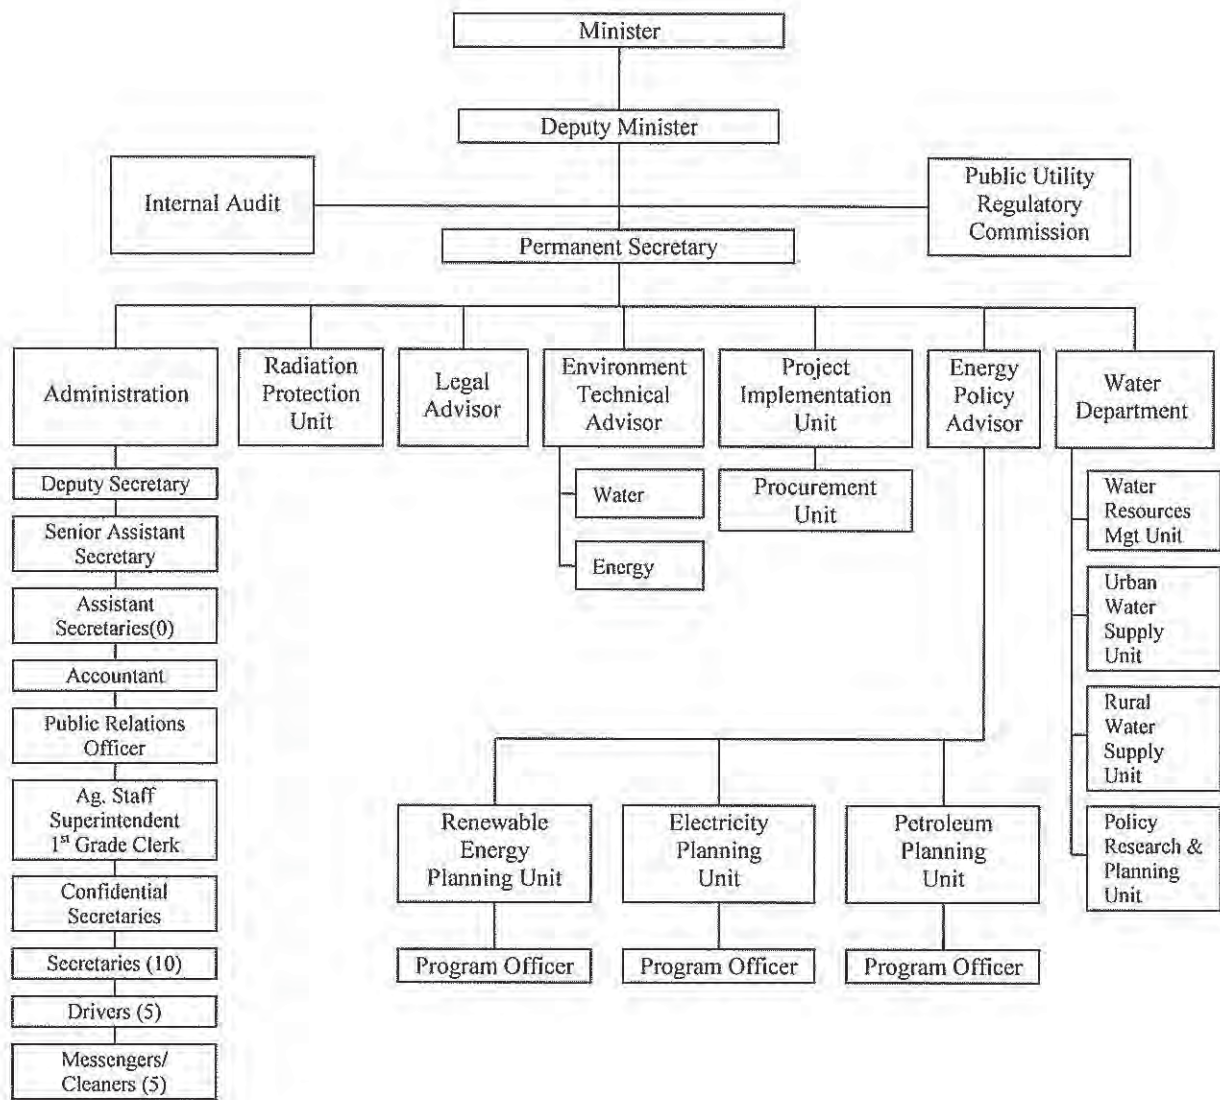 Minister
Deputy Minister
Internal Audit
Public Utility
Regulatory
Commission
Permanent Secretary
Administration
Radiation
Protection
Unit
Legal
Advisor
Environment
Technical
Advisor
Project
Implementation
Unit
Energy
Policy
Advisor
Water
Department
Deputy Secretary
Senior Assistant
Secretary
Assistant
Secretaries(0)
Accountant
Public Relations
Officer
Ag. Staff
Superintendent
1st Grade Clerk
Confidential
Secretaries
Secretaries (10)
Drivers (5)
Messengers/
Cleaners (5)
Water
Energy
Procurement
Unit
Renewable
Energy
Planning Unit
Electricity
Planning
Unit
Petroleum
Planning
Unit
Program Officer
Program Officer
Program Officer
Water
Resources
Mgt Unit
Urban
Water
Supply
Unit
Rural
Water
Supply
Unit
Policy
Research &
Planning
Unit